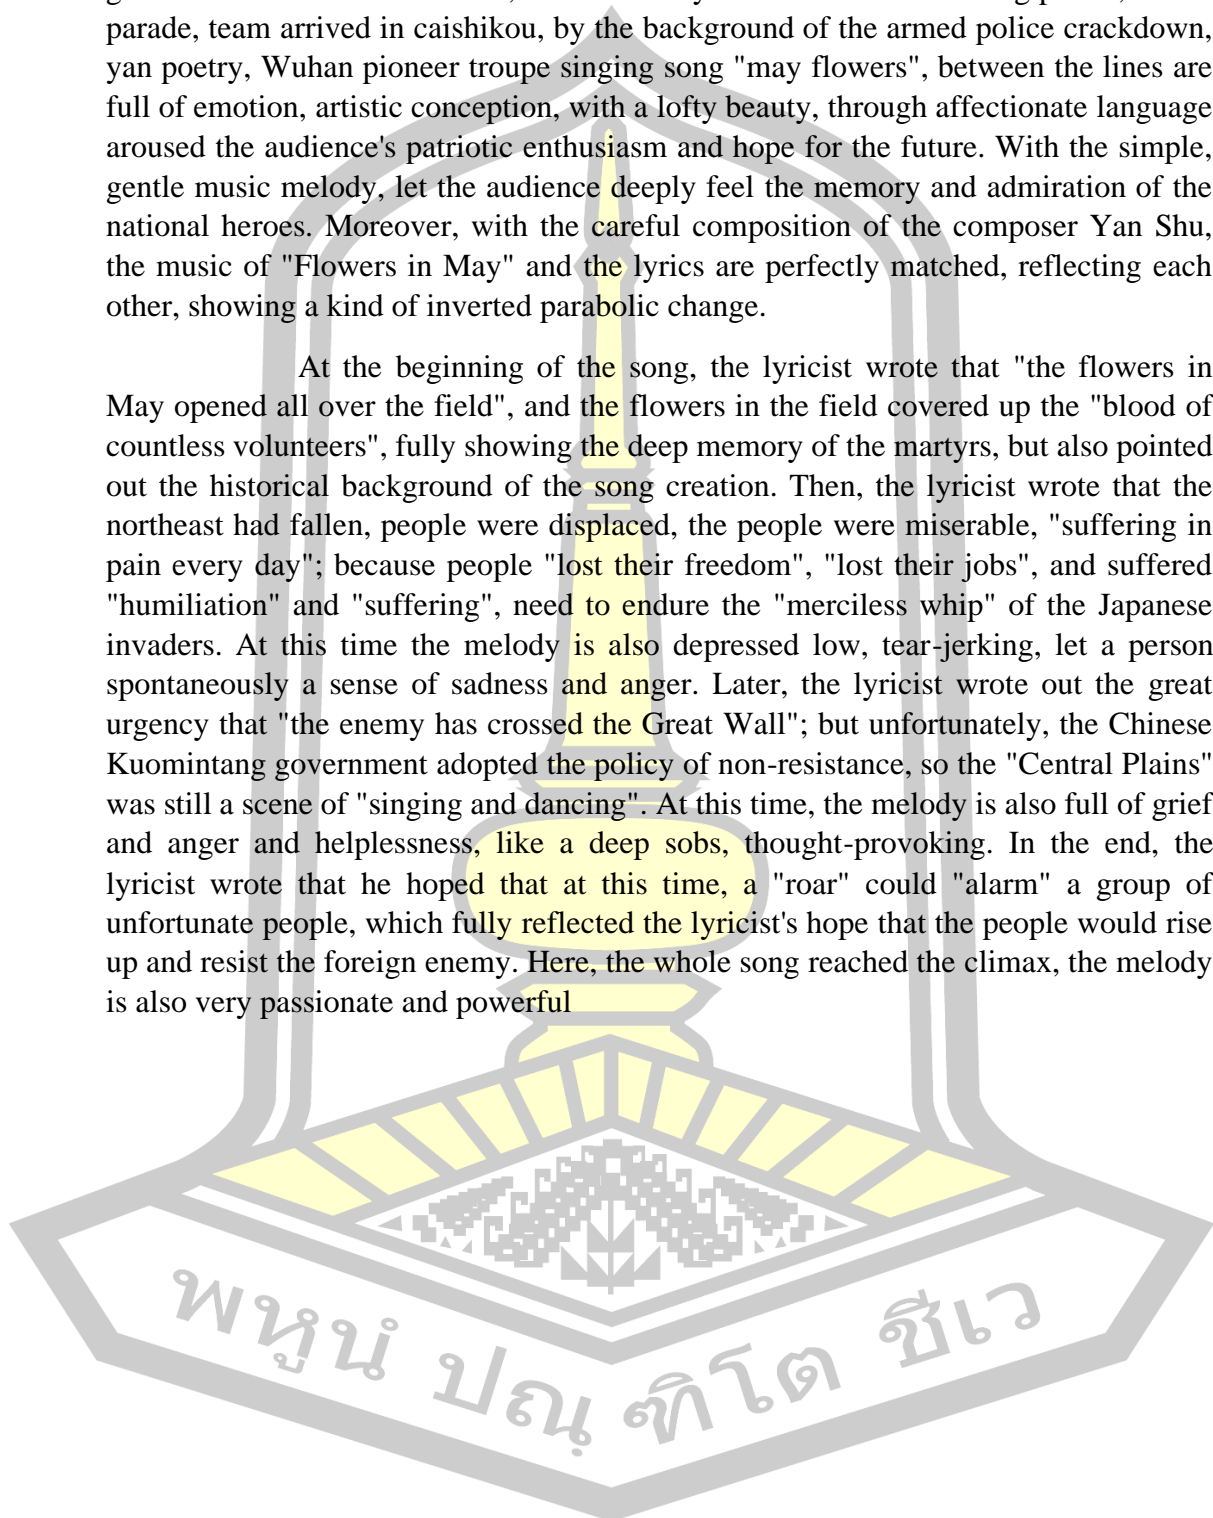 parade, team arrived in caishikou, by the background of the armed police crackdown,
yan poetry, Wuhan pioneer troupe singing song "may flowers", between the lines are
full of emotion, artistic conception, with a lofty beauty, through affectionate language
aroused the audience's patriotic enthusiasm and hope for the future. With the simple,
gentle music melody, let the audience deeply feel the memory and admiration of the
national heroes. Moreover, with the careful composition of the composer Yan Shu,
the music of "Flowers in May" and the lyrics are perfectly matched, reflecting each
other, showing a kind of inverted parabolic change.
At the beginning of the song, the lyricist wrote that "the flowers in
May opened all over the field", and the flowers in the field covered up the "blood of
countless volunteers", fully showing the deep memory of the martyrs, but also pointed
out the historical background of the song creation. Then, the lyricist wrote that the
northeast had fallen, people were displaced, the people were miserable, "suffering in
pain every day"; because people "lost their freedom", "lost their jobs", and suffered
"humiliation" and "suffering", need to endure the "merciless whip" of the Japanese
invaders. At this time the melody is also depressed low, tear-jerking, let a person
spontaneously a sense of sadness and anger. Later, the lyricist wrote out the great
urgency that "the enemy has crossed the Great Wall"; but unfortunately, the Chinese
Kuomintang government adopted the policy of non-resistance, so the "Central Plains"
was still a scene of "singing and dancing". At this time, the melody is also full of grief
and anger and helplessness, like a deep sobs, thought-provoking. In the end, the
lyricist wrote that he hoped that at this time, a "roar" could "alarm" a group of
unfortunate people, which fully reflected the lyricist's hope that the people would rise
up and resist the foreign enemy. Here, the whole song reached the climax, the melody
is also very passionate and powerful
พหูนํ ปณฺฑิโต ชีเว